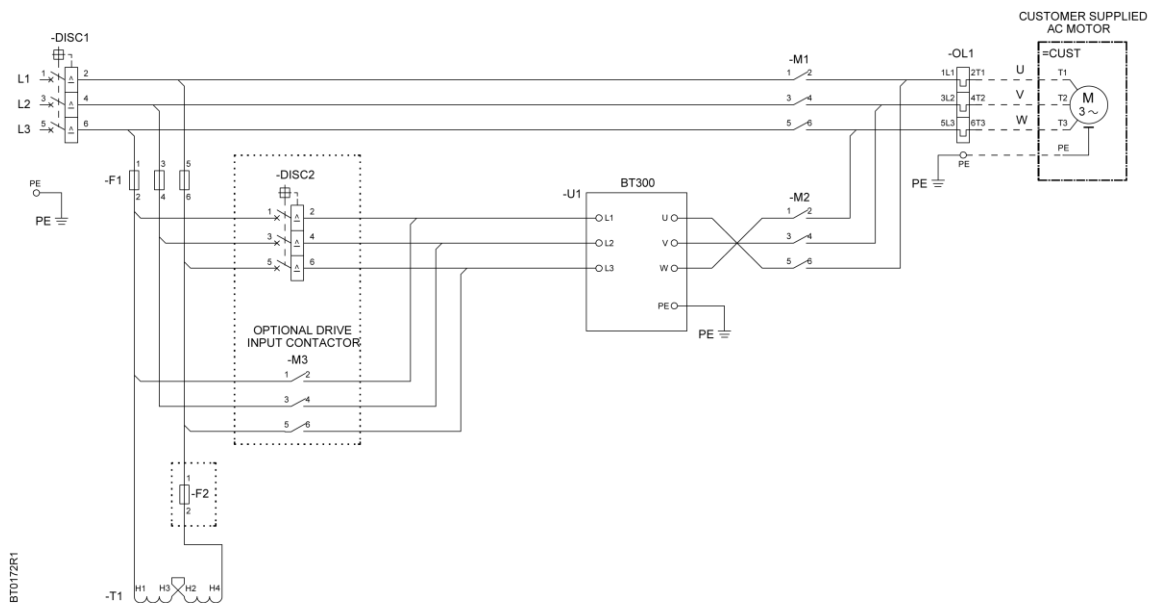 CUSTOMER SUPPLIED
AC MOTOR
-DISC1
-M1
-OL1
=CUST
L1 1 2 1 2 1L1 2T1 U T1
L2 3 4 3 4 3L2 4T2 V T2
L3 5 6 5 6 5L3 6T3 W T3
M
3~
PE
PE
PE
PE
PE
-F1
1 3 5
2 4 6
-DISC2
1 2
3 4
5 6
-U1
BT300
L1 U
L2 V
L3 W
PE
PE
-M2
1 2
3 4
5 6
OPTIONAL DRIVE
INPUT CONTACTOR
-M3
1 2
3 4
5 6
1
-F2
2
-T1
H1 H3 H2 H4
BT0172R1